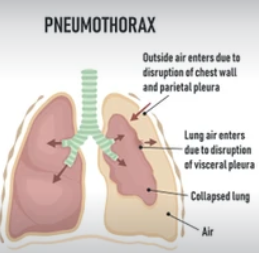 PNEUMOTHORAX
Outside air enters due to
disruption of chest wall
and parietal pleura
Lung air enters
due to disruption
of visceral pleura
Collapsed lung
Air